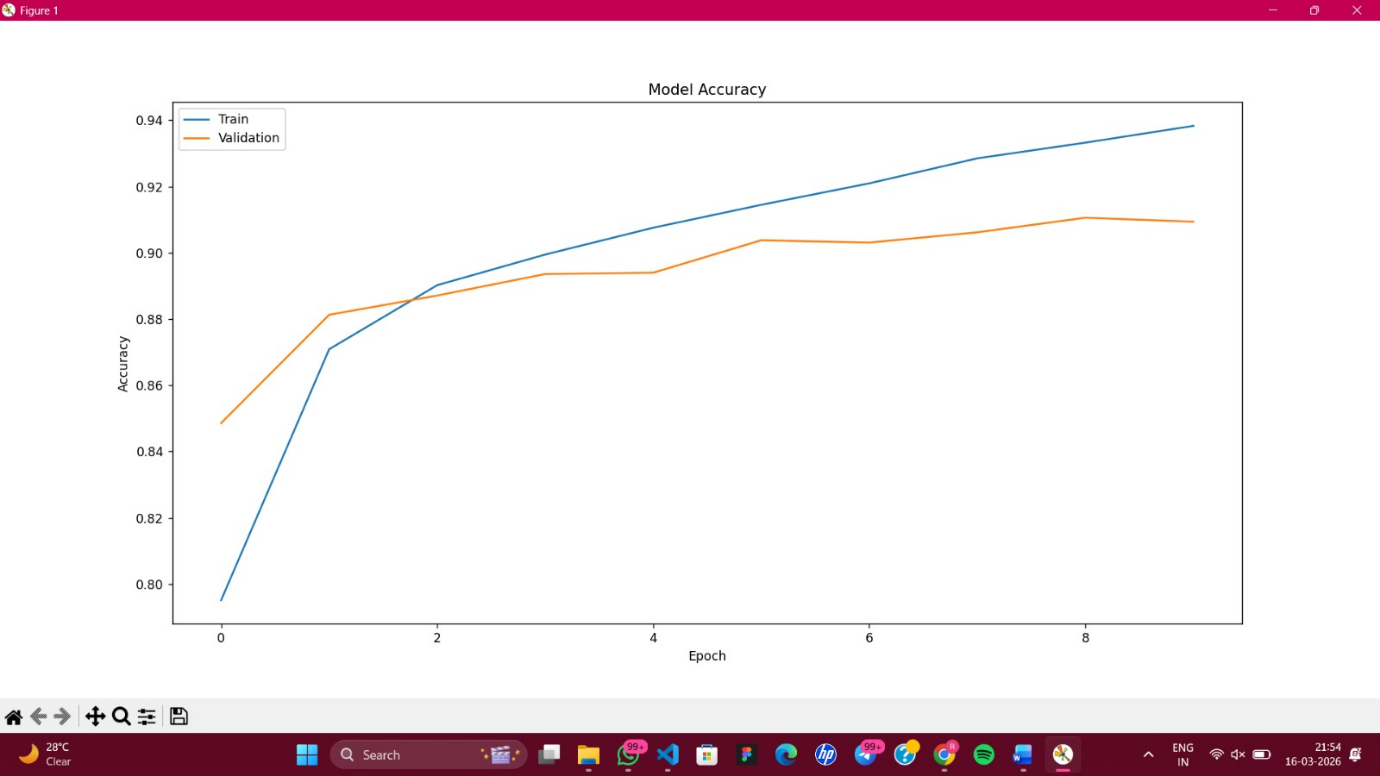 Figure 1
Model Accuracy
Train
Validation
0.94
0.92
0.90
0.88
0.86
0.84
0.82
0.80
Accuracy
0
2
4
6
8
Epoch
28°C
Clear
Search
99+
99+
R
ENG
IN
21:54
16-03-2026